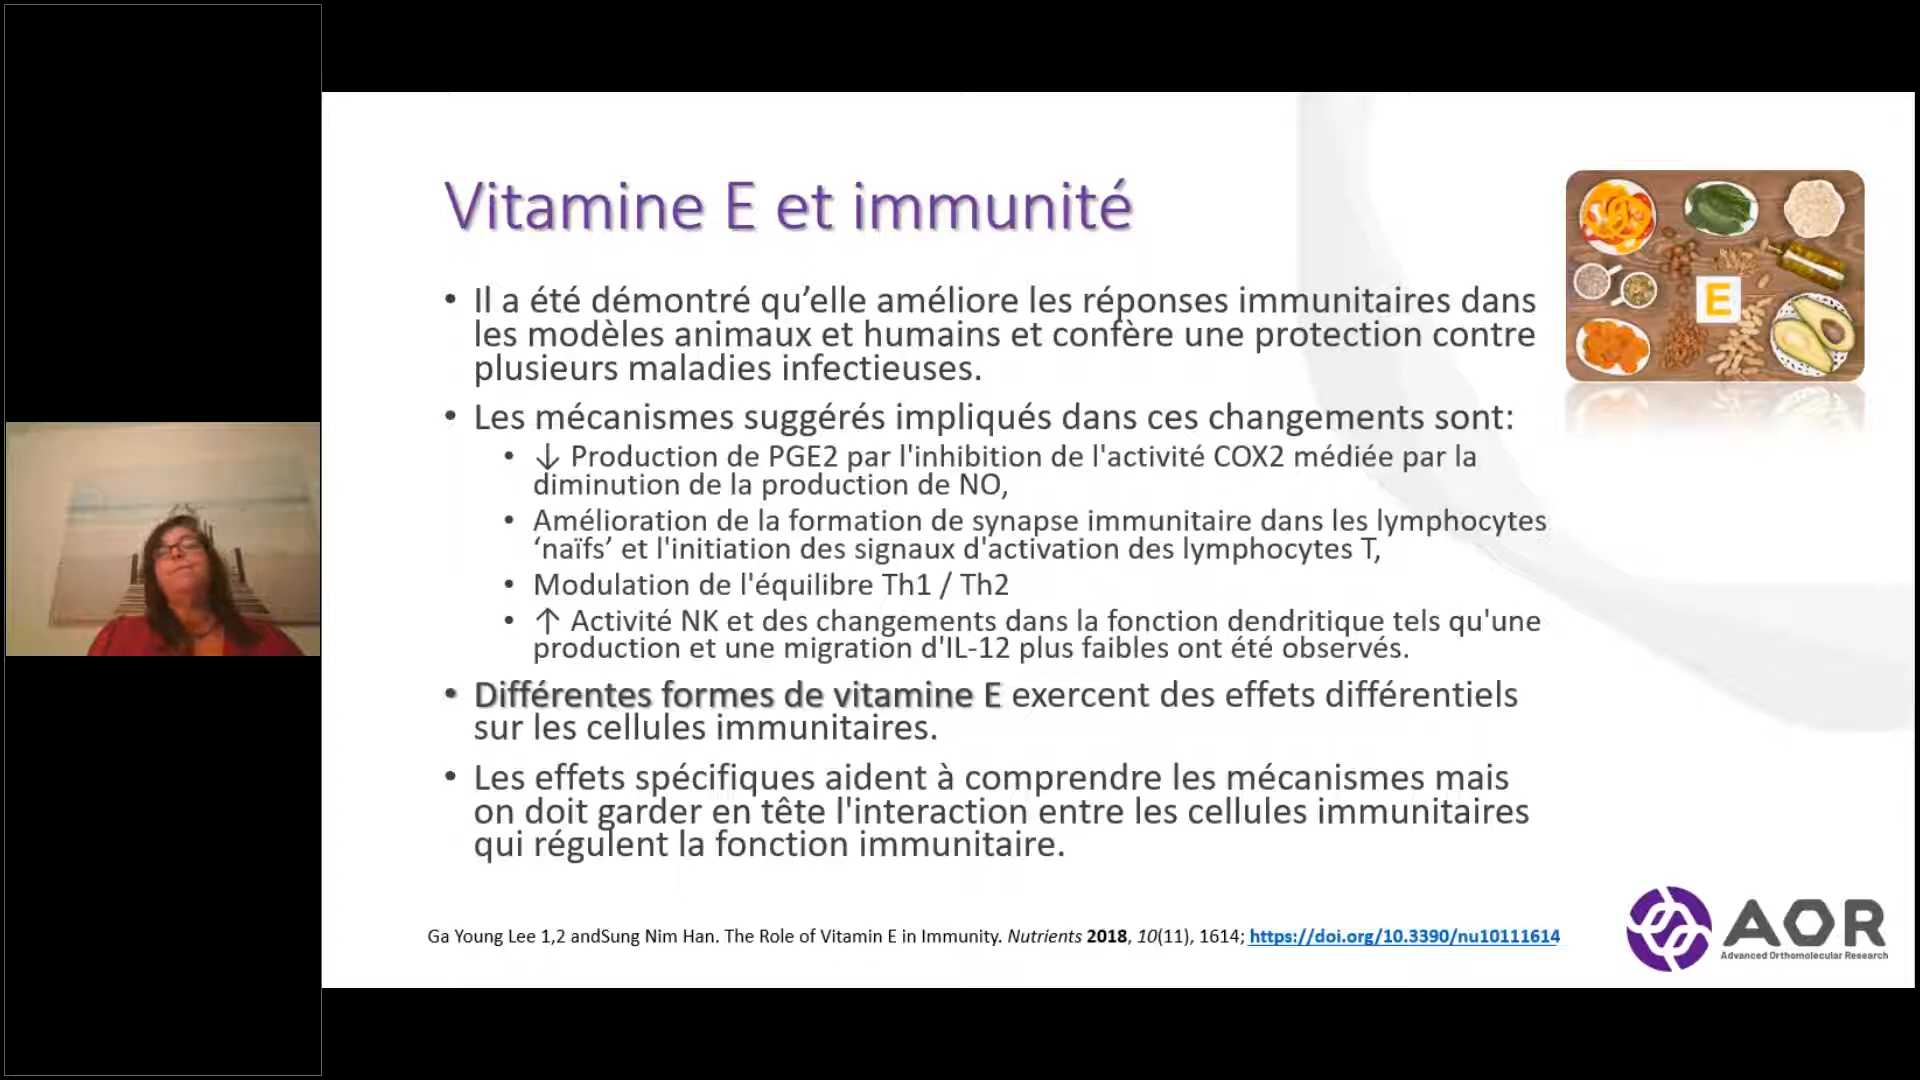 Vitamine E et immunité
• Il a été démontré qu’elle améliore les réponses immunitaires dans
les modèles animaux et humains et confère une protection contre
plusieurs maladies infectieuses.
• Les mécanismes suggérés impliqués dans ces changements sont:
• ↓ Production de PGE2 par l'inhibition de l'activité COX2 médiée par la
diminution de la production de NO,
• Amélioration de la formation de synapse immunitaire dans les lymphocytes
‘naïfs’ et l'initiation des signaux d'activation des lymphocytes T,
• Modulation de l'équilibre Th1 / Th2
• ↑ Activité NK et des changements dans la fonction dendritique tels qu'une
production et une migration d'IL-12 plus faibles ont été observés.
• Différentes formes de vitamine E exercent des effets différentiels
sur les cellules immunitaires.
• Les effets spécifiques aident à comprendre les mécanismes mais
on doit garder en tête l'interaction entre les cellules immunitaires
qui régulent la fonction immunitaire.
Ga Young Lee 1,2 andSung Nim Han. The Role of Vitamin E in Immunity. Nutrients 2018, 10(11), 1614; https://doi.org/10.3390/nu10111614
E
AOR
Advanced Orthomolecular Research